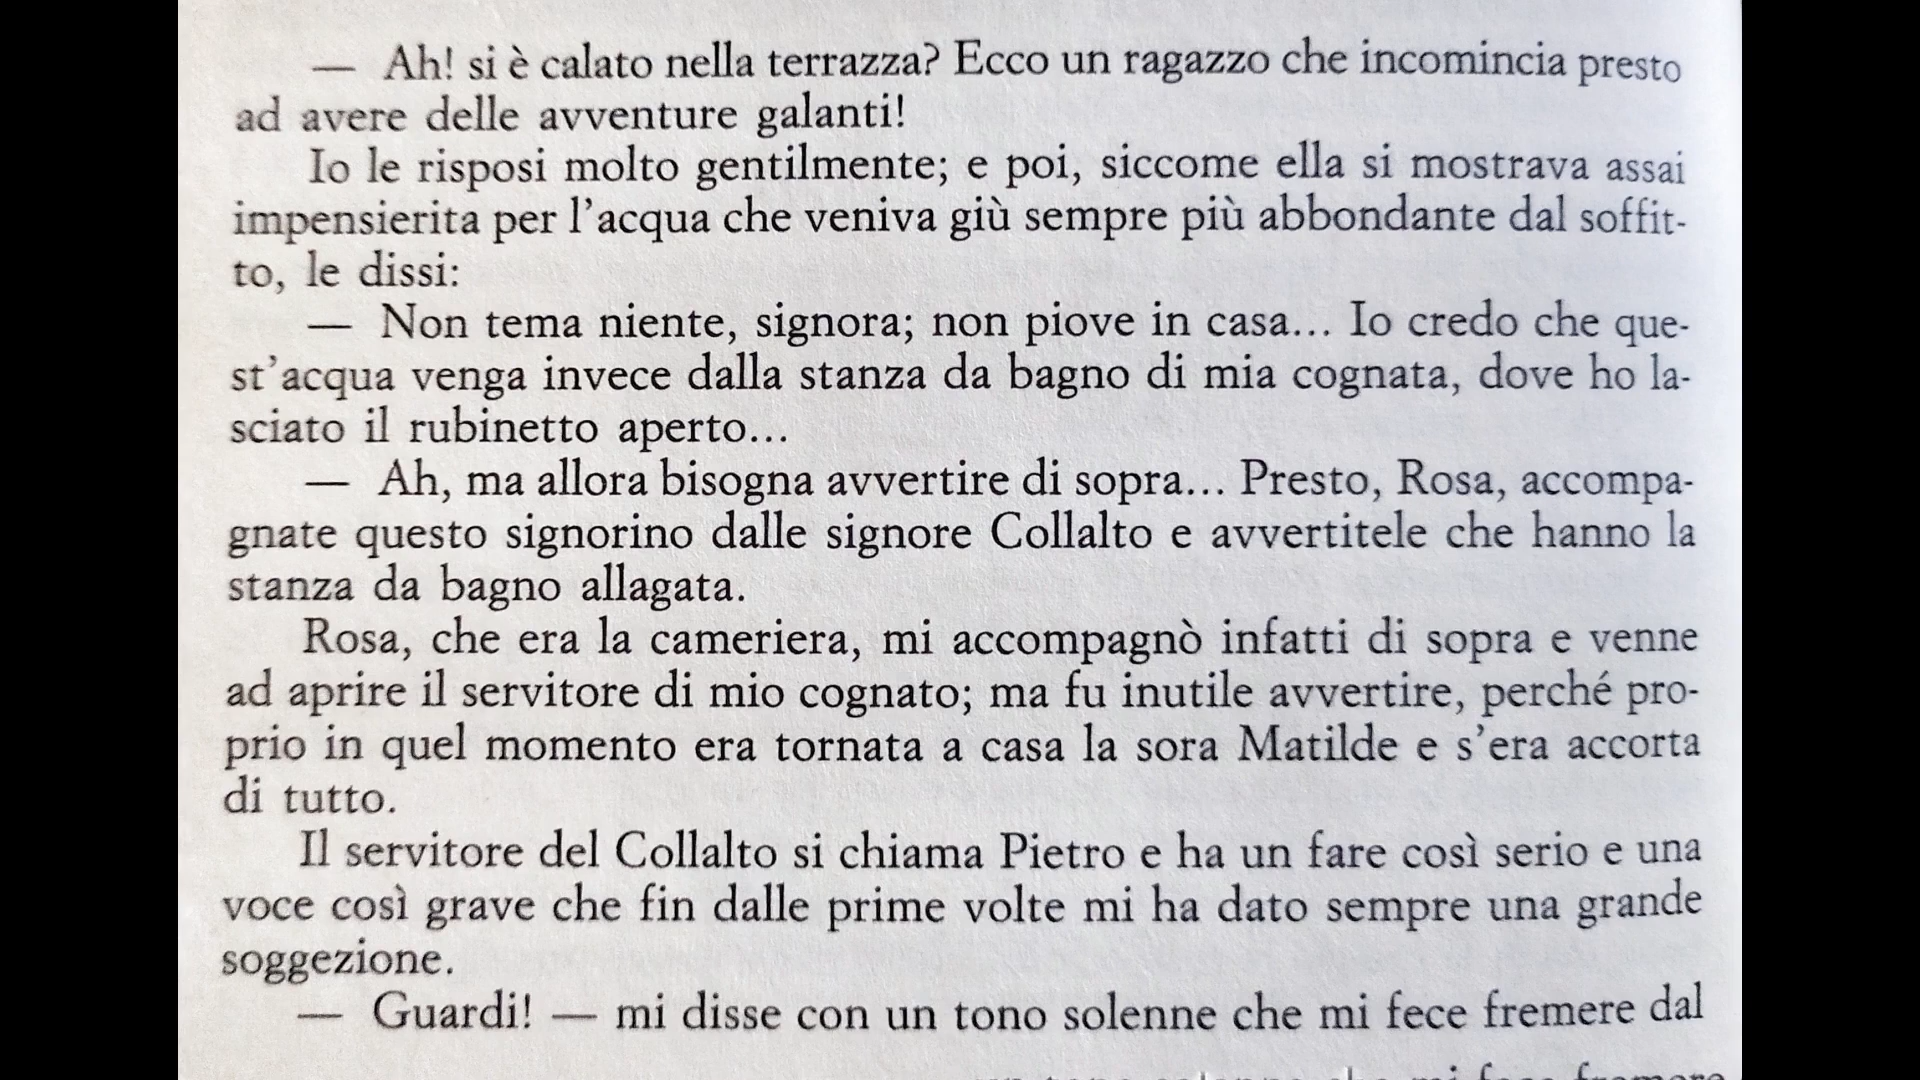 — Ah! si è calato nella terrazza? Ecco un ragazzo che incomincia presto
ad avere delle avventure galanti!
Io le risposi molto gentilmente; e poi, siccome ella si mostrava assai
impensierita per l'acqua che veniva giù sempre più abbondante dal soffit-
to, le dissi:
— Non tema niente, signora; non piove in casa... Io credo che que-
st'acqua venga invece dalla stanza da bagno di mia cognata, dove ho la-
sciato il rubinetto aperto...
— Ah, ma allora bisogna avvertire di sopra... Presto, Rosa, accompa-
gnate questo signorino dalle signore Collalto e avvertitele che hanno la
stanza da bagno allagata.
Rosa, che era la cameriera, mi accompagnò infatti di sopra e venne
ad aprire il servitore di mio cognato; ma fu inutile avvertire, perché pro-
prio in quel momento era tornata a casa la sora Matilde e s'era accorta
di tutto.
Il servitore del Collalto si chiama Pietro e ha un fare così serio e una
voce così grave che fin dalle prime volte mi ha dato sempre una grande
soggezione.
— Guardi! — mi disse con un tono solenne che mi fece fremere dal